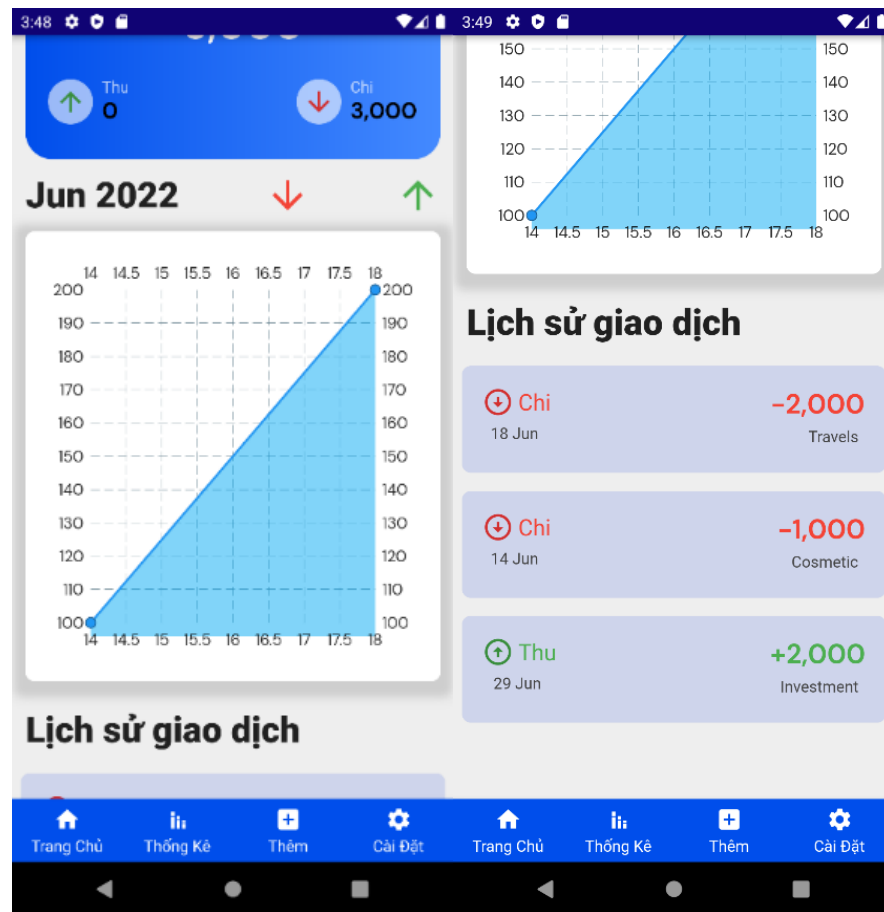 3:48
Thu
0
Chi
3,000
Jun 2022
14 14.5 15 15.5 16 16.5 17 17.5 18
200 200
190 190
180 180
170 170
160 160
150 150
140 140
130 130
120 120
110 110
100 100
14 14.5 15 15.5 16 16.5 17 17.5 18
Lịch sử giao dịch
Trang Chủ Thống Kê Thêm Cài Đặt
3:49
150 150
140 140
130 130
120 120
110 110
100 100
14 14.5 15 15.5 16 16.5 17 17.5 18
Lịch sử giao dịch
Chi -2,000
18 Jun Travels
Chi -1,000
14 Jun Cosmetic
Thu +2,000
29 Jun Investment
Trang Chủ Thống Kê Thêm Cài Đặt